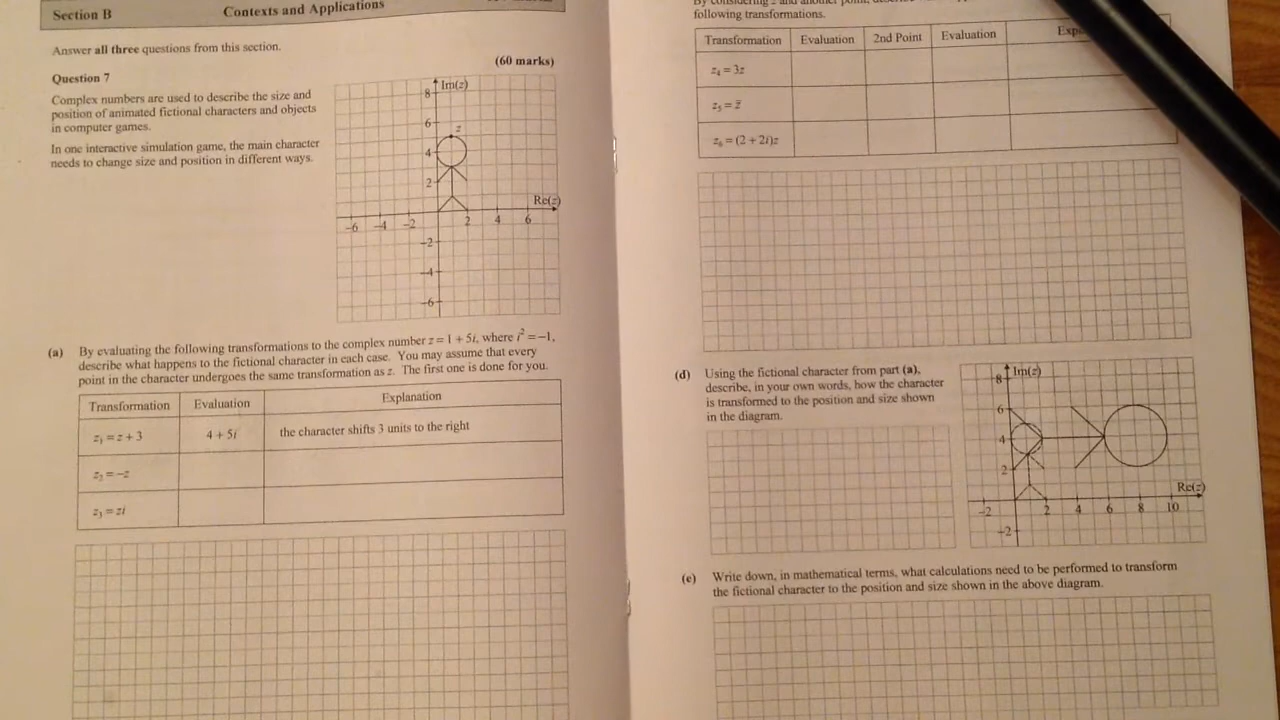 Section B
Contexts and Applications
Answer all three questions from this section.
(60 marks)
Question 7
Complex numbers are used to describe the size and
position of animated fictional characters and objects
in computer games.
In one interactive simulation game, the main character
needs to change size and position in different ways.
Im(z)
8
6
z
4
2
Re(z)
-6 -4 -2 2 4 6
-2
-4
-6
(a) By evaluating the following transformations to the complex number z = 1 + 5i, where i² = −1,
describe what happens to the fictional character in each case. You may assume that every
point in the character undergoes the same transformation as z. The first one is done for you.
Transformation Evaluation Explanation
z₁ = z + 3 4 + 5i the character shifts 3 units to the right
z₂ = −z
z₃ = zi
following transformations.
Transformation Evaluation 2nd Point Evaluation
z₄ = 3z
z₅ = z̄
z₆ = (2 + 2i)z
(d) Using the fictional character from part (a),
describe, in your own words, how the character
is transformed to the position and size shown
in the diagram.
8 Im(z)
6
4
2
Re(z)
-2 2 4 6 8 10
-2
(e) Write down, in mathematical terms, what calculations need to be performed to transform
the fictional character to the position and size shown in the above diagram.